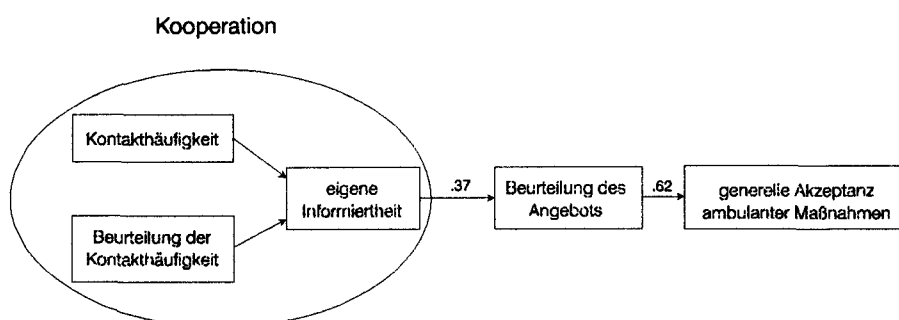 Kooperation
Kontakthäufigkeit
eigene
Informiertheit
Beurteilung der
Kontakthäufigkeit
.37
Beurteilung des
Angebots
.62
generelle Akzeptanz
ambulanter Maßnahmen